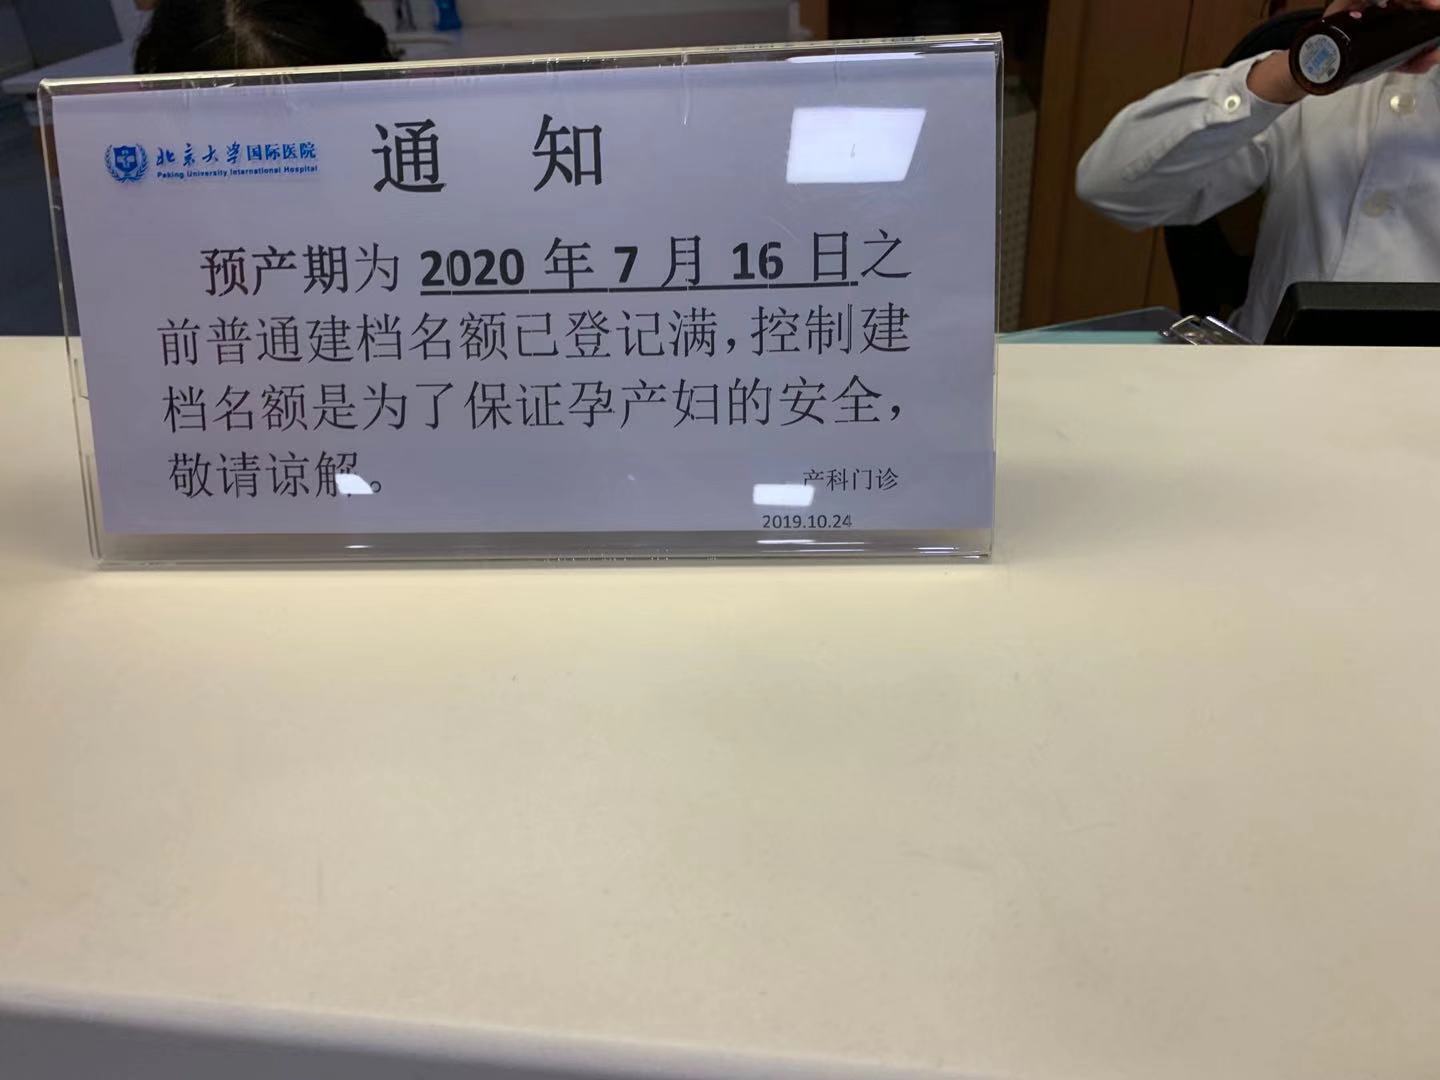 北京大学国际医院
Peking University International Hospital
通 知
预产期为 2020 年 7 月 16 日之
前普通建档名额已登记满，控制建
档名额是为了保证孕产妇的安全，
敬请谅解。
产科门诊
2019.10.24